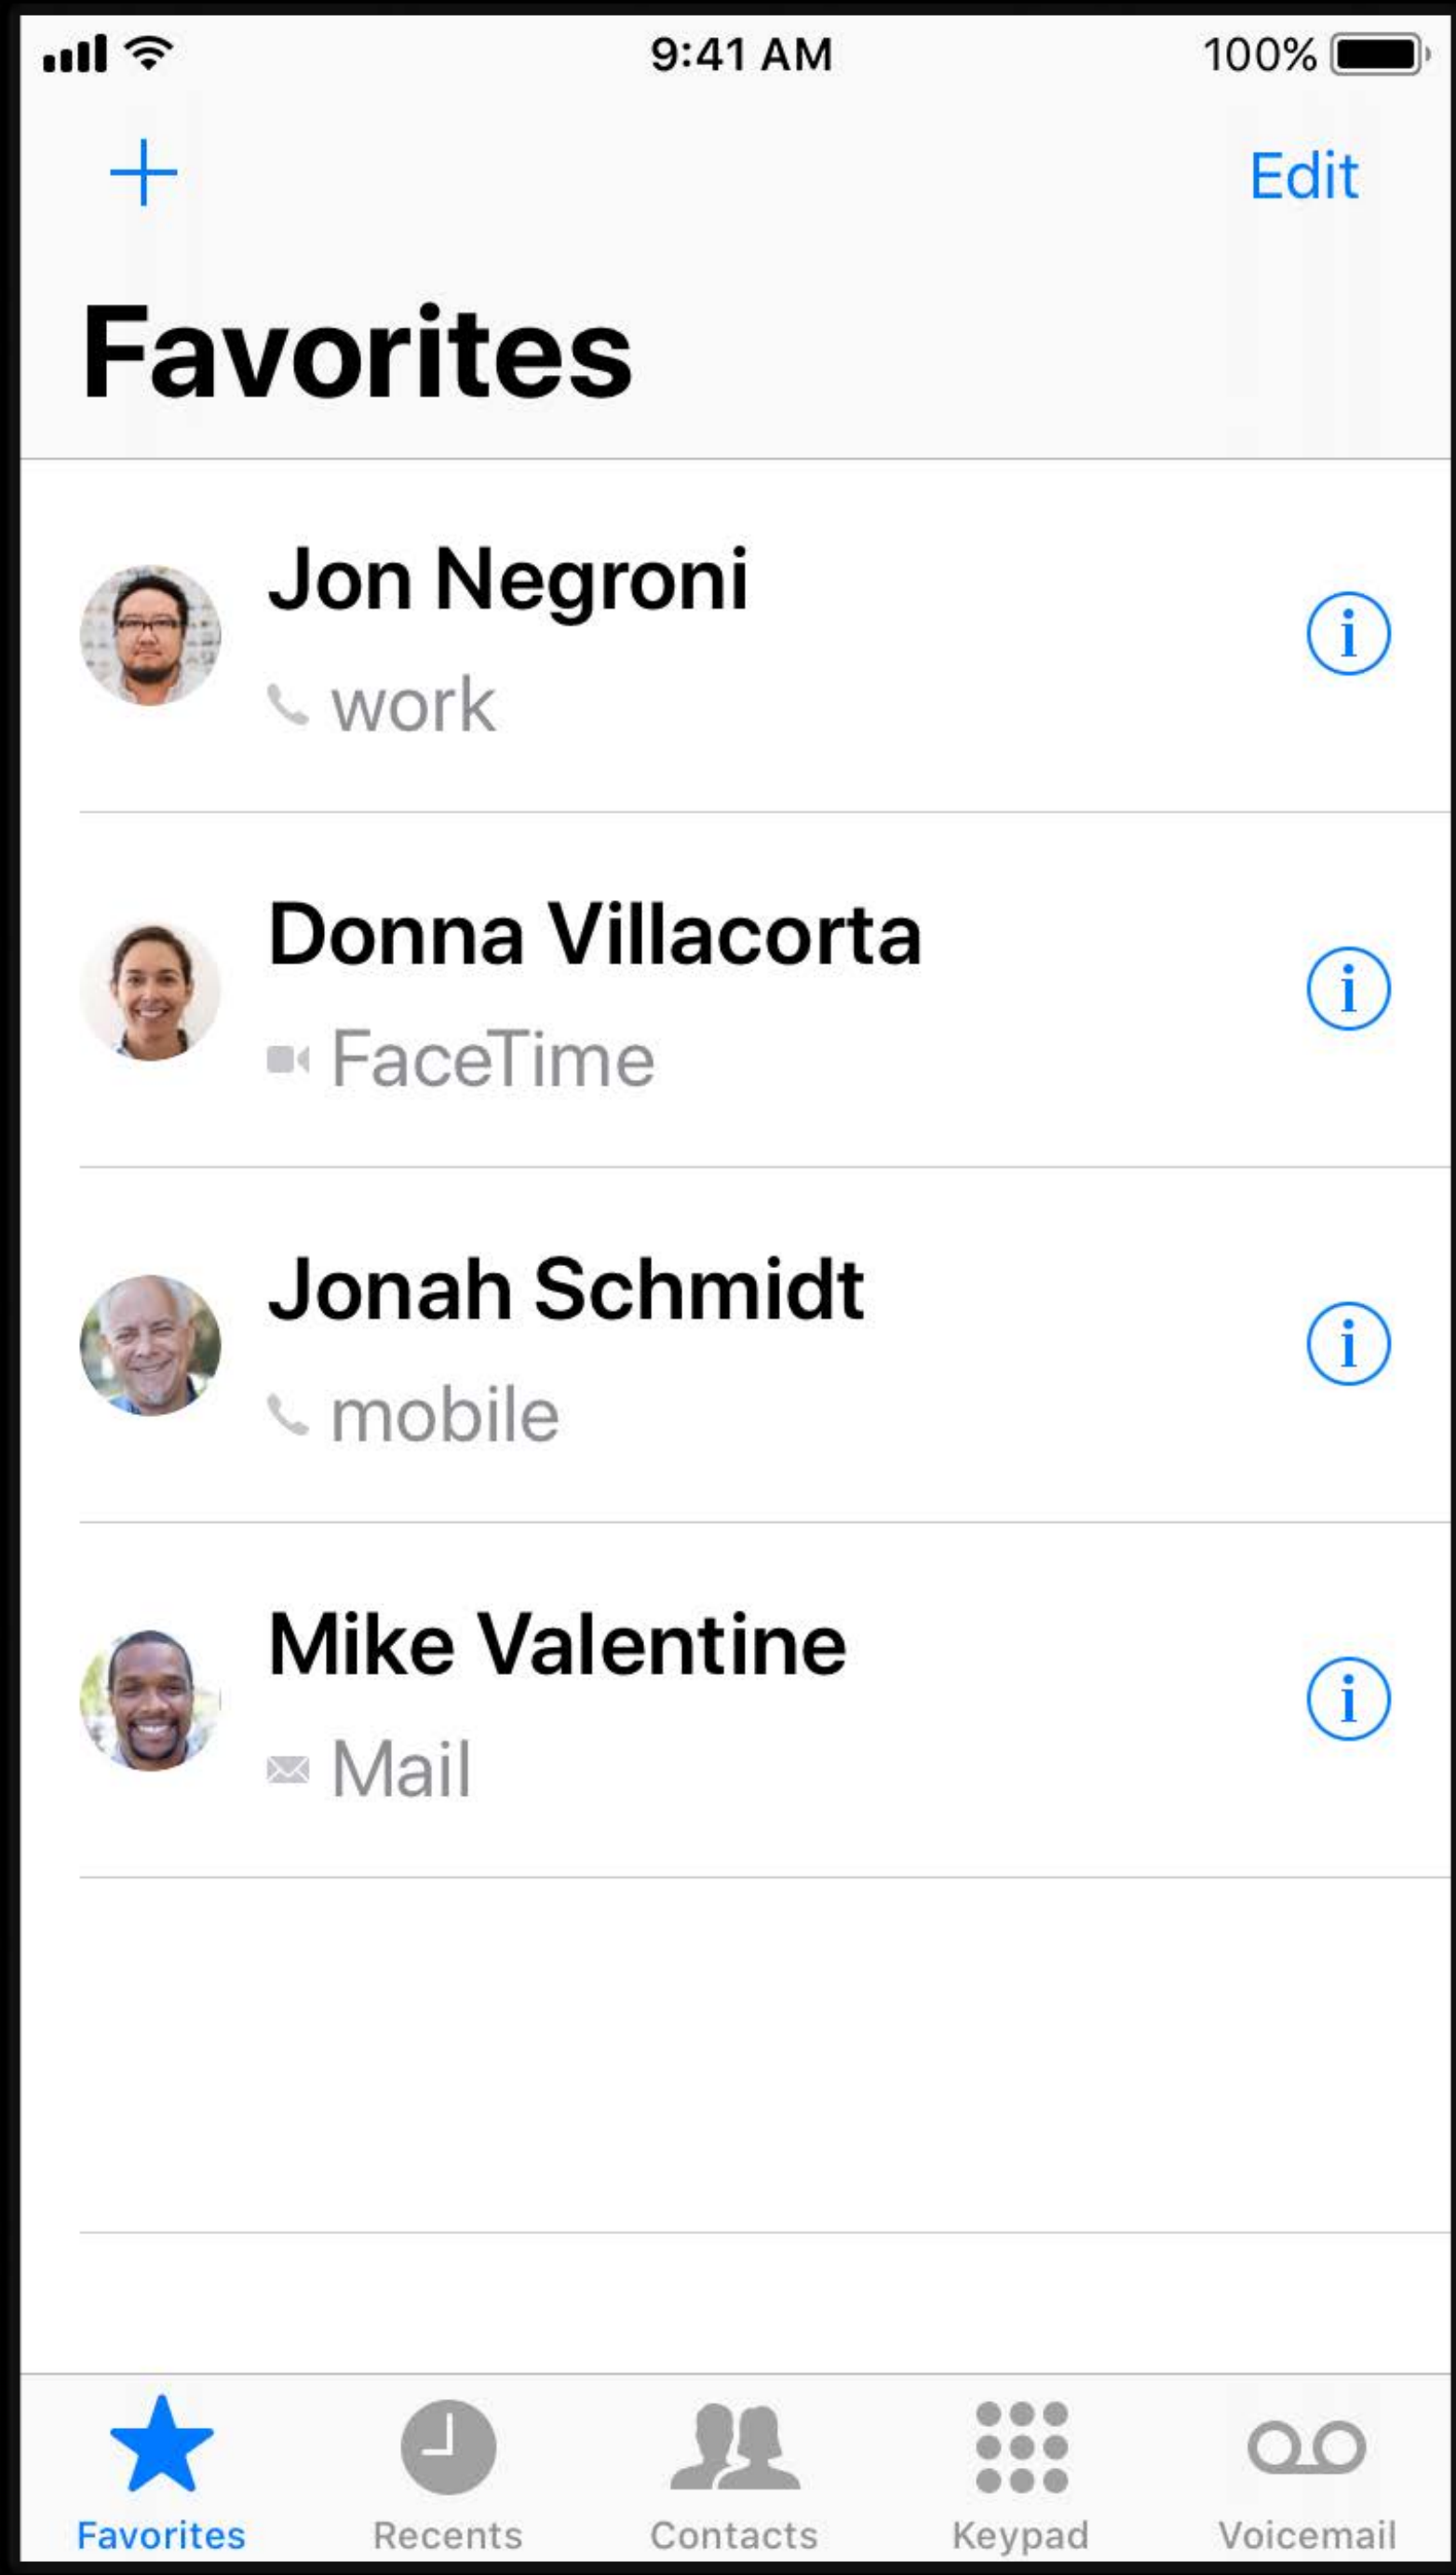 9:41 AM 100%
Edit
Favorites
Jon Negroni
work
Donna Villacorta
FaceTime
Jonah Schmidt
mobile
Mike Valentine
Mail
Favorites Recents Contacts Keypad Voicemail